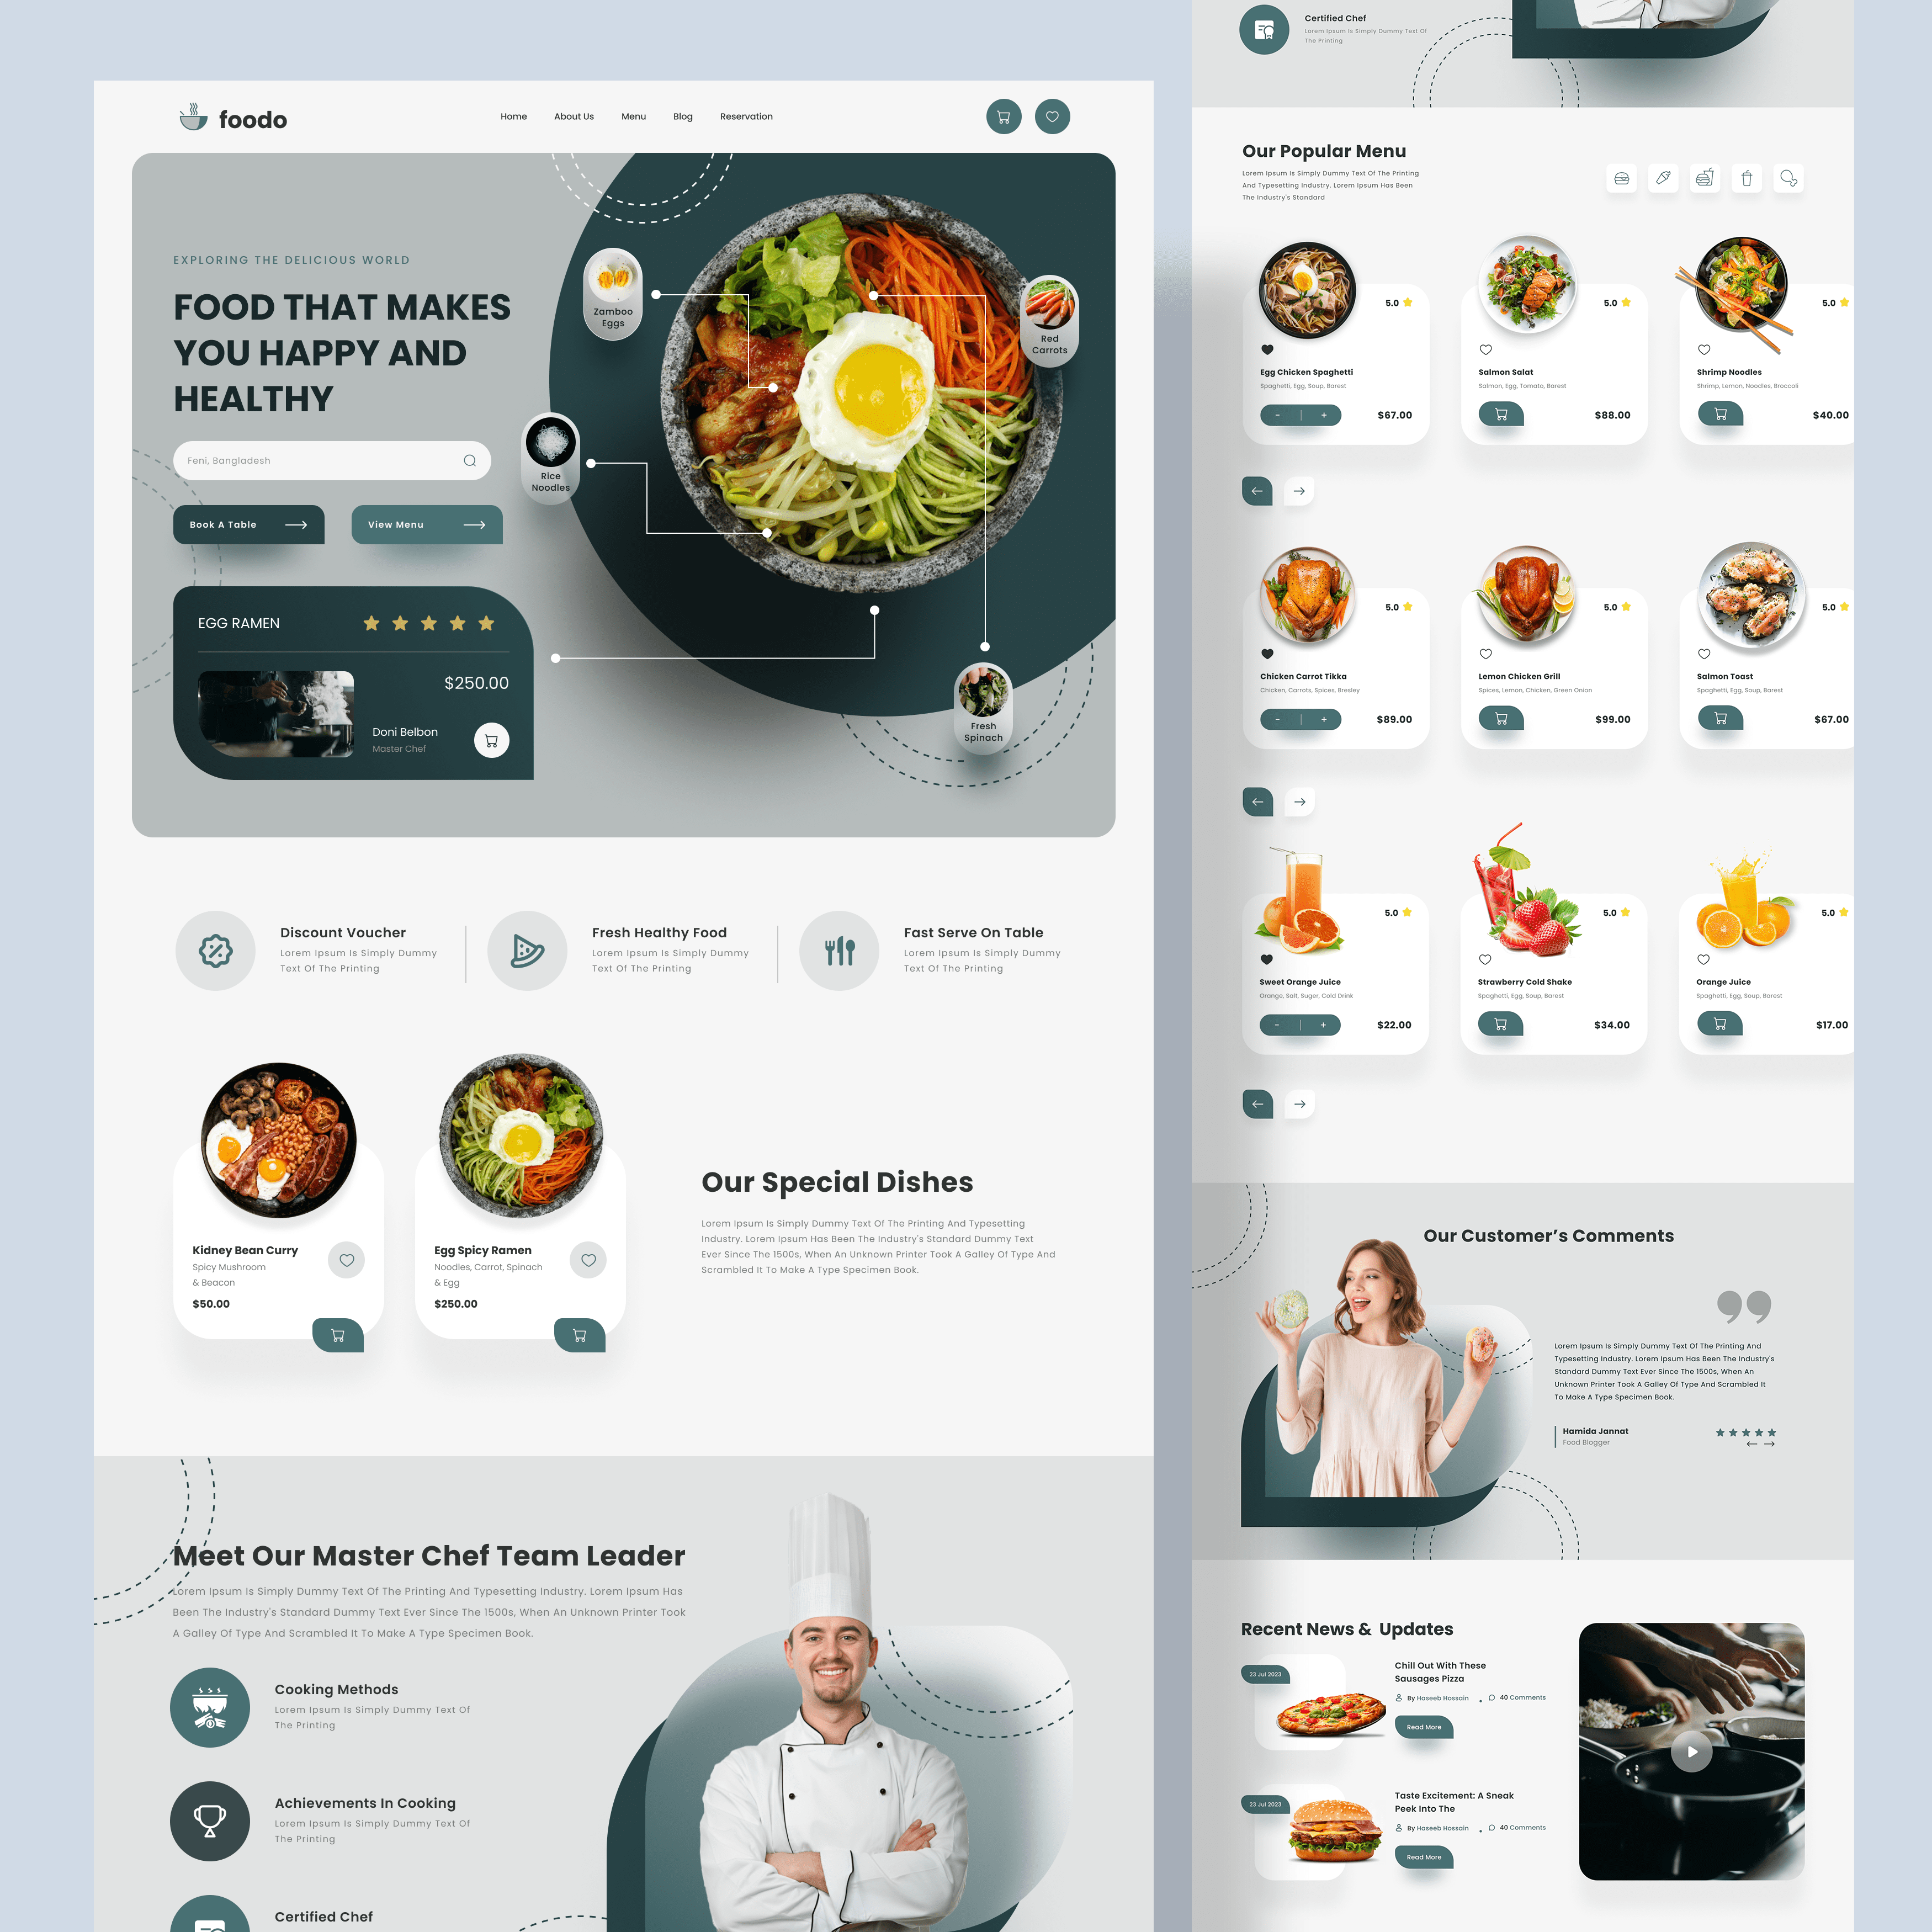 foodo
Home
About Us
Menu
Blog
Reservation
EXPLORING THE DELICIOUS WORLD
FOOD THAT MAKES
YOU HAPPY AND
HEALTHY
Feni, Bangladesh
Book A Table
View Menu
EGG RAMEN
$250.00
Doni Belbon
Master Chef
Zamboo
Eggs
Red
Carrots
Rice
Noodles
Fresh
Spinach
Discount Voucher
Lorem Ipsum Is Simply Dummy
Text Of The Printing
Fresh Healthy Food
Lorem Ipsum Is Simply Dummy
Text Of The Printing
Fast Serve On Table
Lorem Ipsum Is Simply Dummy
Text Of The Printing
Kidney Bean Curry
Spicy Mushroom
& Beacon
$50.00
Egg Spicy Ramen
Noodles, Carrot, Spinach
& Egg
$250.00
Our Special Dishes
Lorem Ipsum Is Simply Dummy Text Of The Printing And Typesetting
Industry. Lorem Ipsum Has Been The Industry's Standard Dummy Text
Ever Since The 1500s, When An Unknown Printer Took A Galley Of Type And
Scrambled It To Make A Type Specimen Book.
Meet Our Master Chef Team Leader
Lorem Ipsum Is Simply Dummy Text Of The Printing And Typesetting Industry. Lorem Ipsum Has
Been The Industry's Standard Dummy Text Ever Since The 1500s, When An Unknown Printer Took
A Galley Of Type And Scrambled It To Make A Type Specimen Book.
Cooking Methods
Lorem Ipsum Is Simply Dummy Text Of
The Printing
Achievements In Cooking
Lorem Ipsum Is Simply Dummy Text Of
The Printing
Certified Chef
Certified Chef
Lorem Ipsum Is Simply Dummy Text Of
The Printing
Our Popular Menu
Lorem Ipsum Is Simply Dummy Text Of The Printing
And Typesetting Industry. Lorem Ipsum Has Been
The Industry's Standard
5.0
Egg Chicken Spaghetti
Spaghetti, Egg, Soup, Barest
- | +
$67.00
5.0
Salmon Salat
Salmon, Egg, Tomato, Barest
$88.00
5.0
Shrimp Noodles
Shrimp, Lemon, Noodles, Broccoli
$40.00
5.0
Chicken Carrot Tikka
Chicken, Carrots, Spices, Bresley
- | +
$89.00
5.0
Lemon Chicken Grill
Spices, Lemon, Chicken, Green Onion
$99.00
5.0
Salmon Toast
Spaghetti, Egg, Soup, Barest
$67.00
5.0
Sweet Orange Juice
Orange, Salt, Suger, Cold Drink
- | +
$22.00
5.0
Strawberry Cold Shake
Spaghetti, Egg, Soup, Barest
$34.00
5.0
Orange Juice
Spaghetti, Egg, Soup, Barest
$17.00
Our Customer’s Comments
Lorem Ipsum Is Simply Dummy Text Of The Printing And
Typesetting Industry. Lorem Ipsum Has Been The Industry's
Standard Dummy Text Ever Since The 1500s, When An
Unknown Printer Took A Galley Of Type And Scrambled It
To Make A Type Specimen Book.
Hamida Jannat
Food Blogger
Recent News & Updates
23 Jul 2023
Chill Out With These
Sausages Pizza
By Haseeb Hossain
40 Comments
Read More
23 Jul 2023
Taste Excitement: A Sneak
Peek Into The
By Haseeb Hossain
40 Comments
Read More